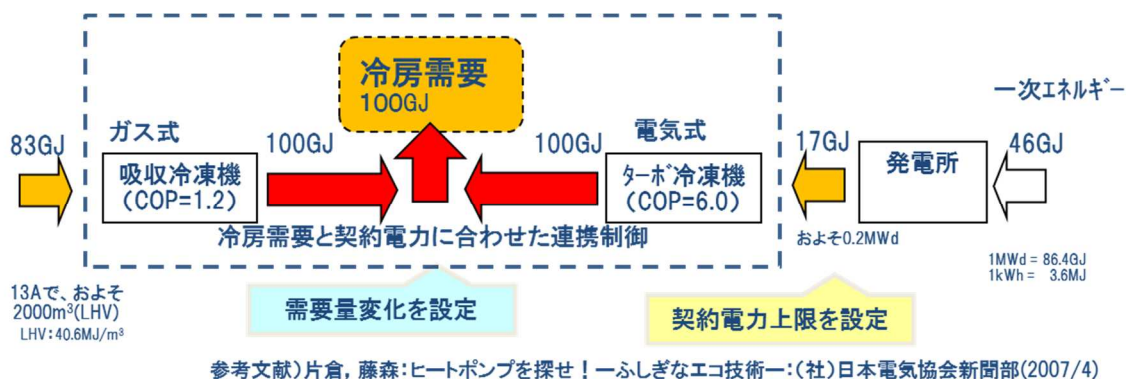 冷房需要
100GJ
一次エネルギー
83GJ
ガス式
100GJ
100GJ
電気式
17GJ
46GJ
吸収冷凍機
(COP=1.2)
ターボ冷凍機
(COP=6.0)
発電所
冷房需要と契約電力に合わせた連携制御
およそ0.2MWd
1MWd = 86.4GJ
1kWh = 3.6MJ
13Aで、およそ
2000m³(LHV)
LHV:40.6MJ/m³
需要量変化を設定
契約電力上限を設定
参考文献)片倉, 藤森:ヒートポンプを探せ!ーふしぎなエコ技術ー:(社)日本電気協会新聞部(2007/4)